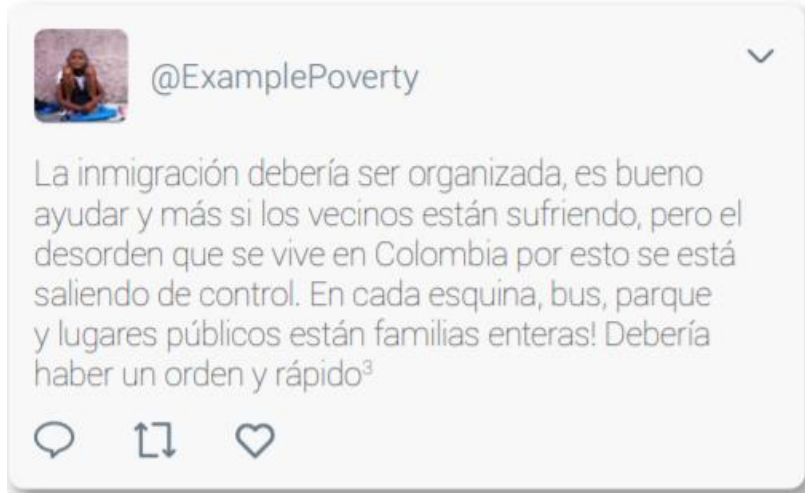 @ExamplePoverty
La inmigración debería ser organizada, es bueno
ayudar y más si los vecinos están sufriendo, pero el
desorden que se vive en Colombia por esto se está
saliendo de control. En cada esquina, bus, parque
y lugares públicos están familias enteras! Debería
haber un orden y rápido³